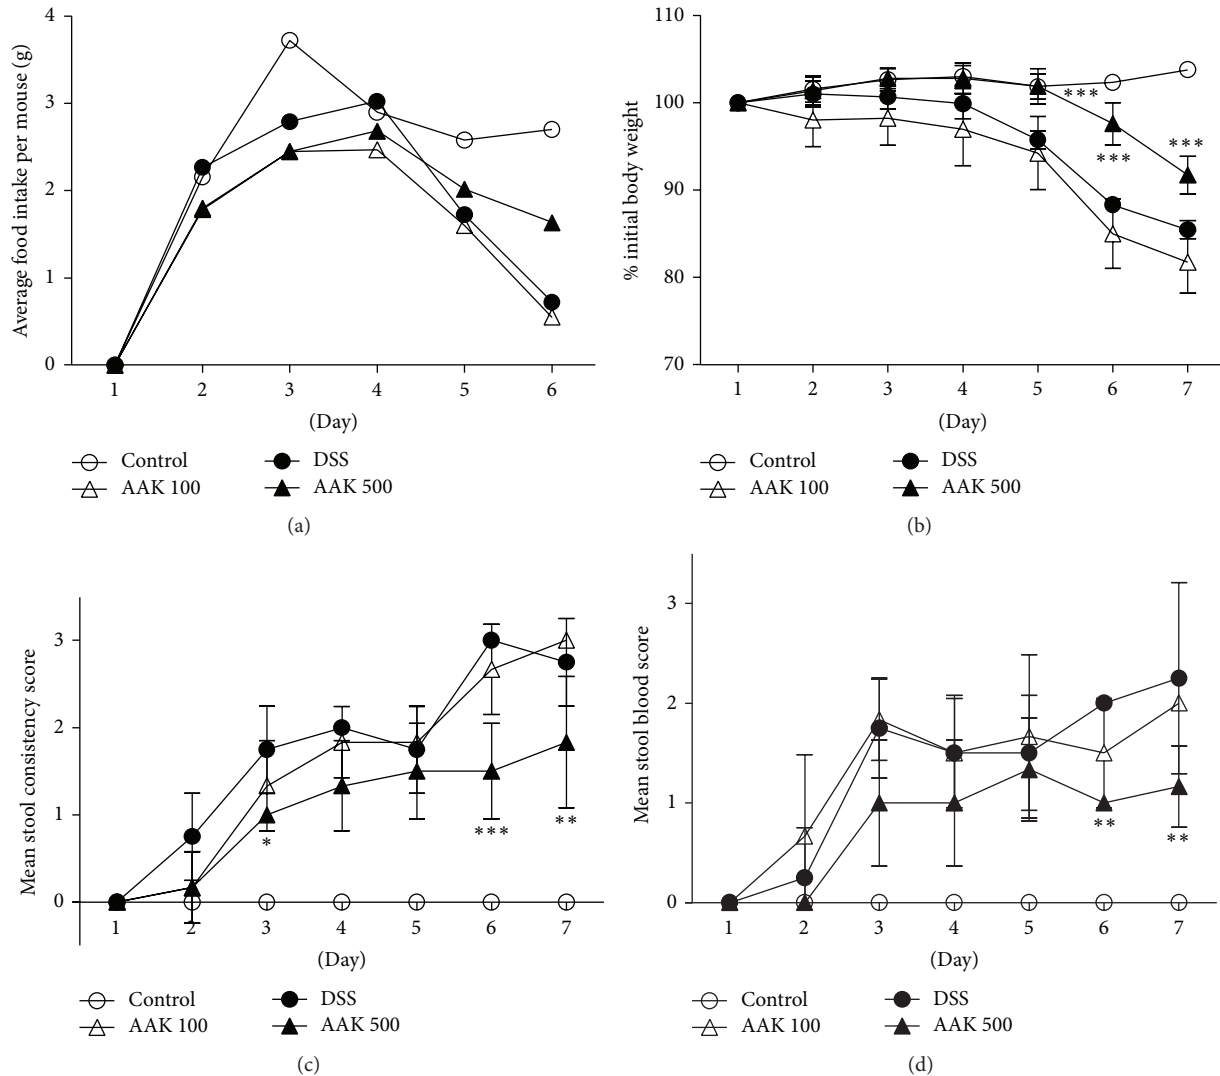 4
3
2
1
0
Average food intake per mouse (g)
1 2 3 4 5 6
(Day)
Control DSS
AAK 100 AAK 500
(a)
110
100
90
80
70
% initial body weight
***
***
***
1 2 3 4 5 6 7
(Day)
Control DSS
AAK 100 AAK 500
(b)
3
2
1
0
Mean stool consistency score
*
***
**
1 2 3 4 5 6 7
(Day)
Control DSS
AAK 100 AAK 500
(c)
3
2
1
0
Mean stool blood score
**
**
1 2 3 4 5 6 7
(Day)
Control DSS
AAK 100 AAK 500
(d)